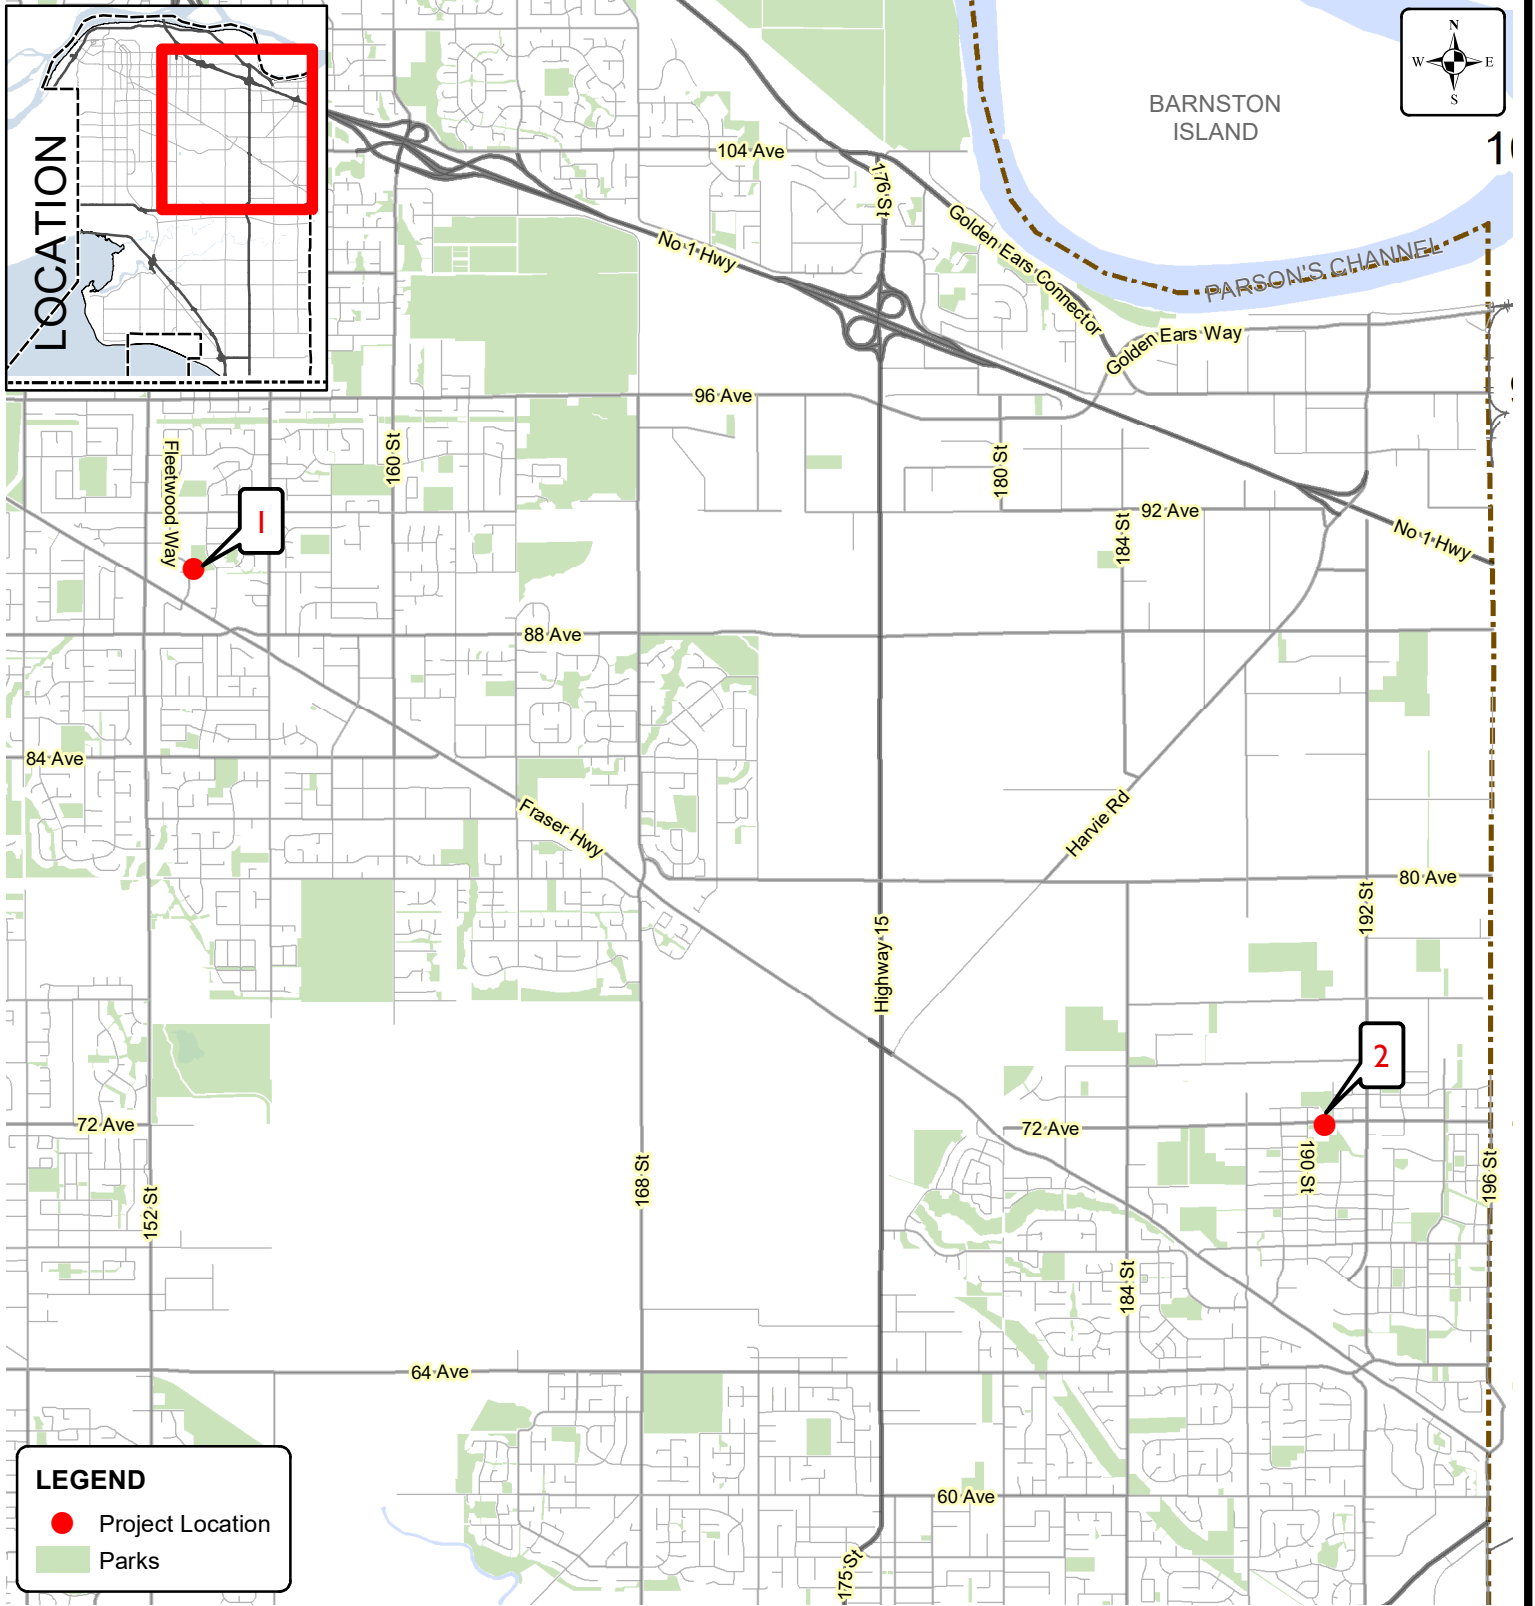 LOCATION
N
W
E
S
BARNSTON
ISLAND
10
104 Ave
176 St
Golden Ears Connector
No 1 Hwy
PARSON'S CHANNEL
Golden Ears Way
96 Ave
Fleetwood Way
160 St
180 St
1
184 St
92 Ave
No 1 Hwy
88 Ave
84 Ave
Fraser Hwy
Harvie Rd
80 Ave
192 St
Highway 15
2
72 Ave
72 Ave
190 St
152 St
168 St
196 St
184 St
64 Ave
60 Ave
175 St
LEGEND
Project Location
Parks